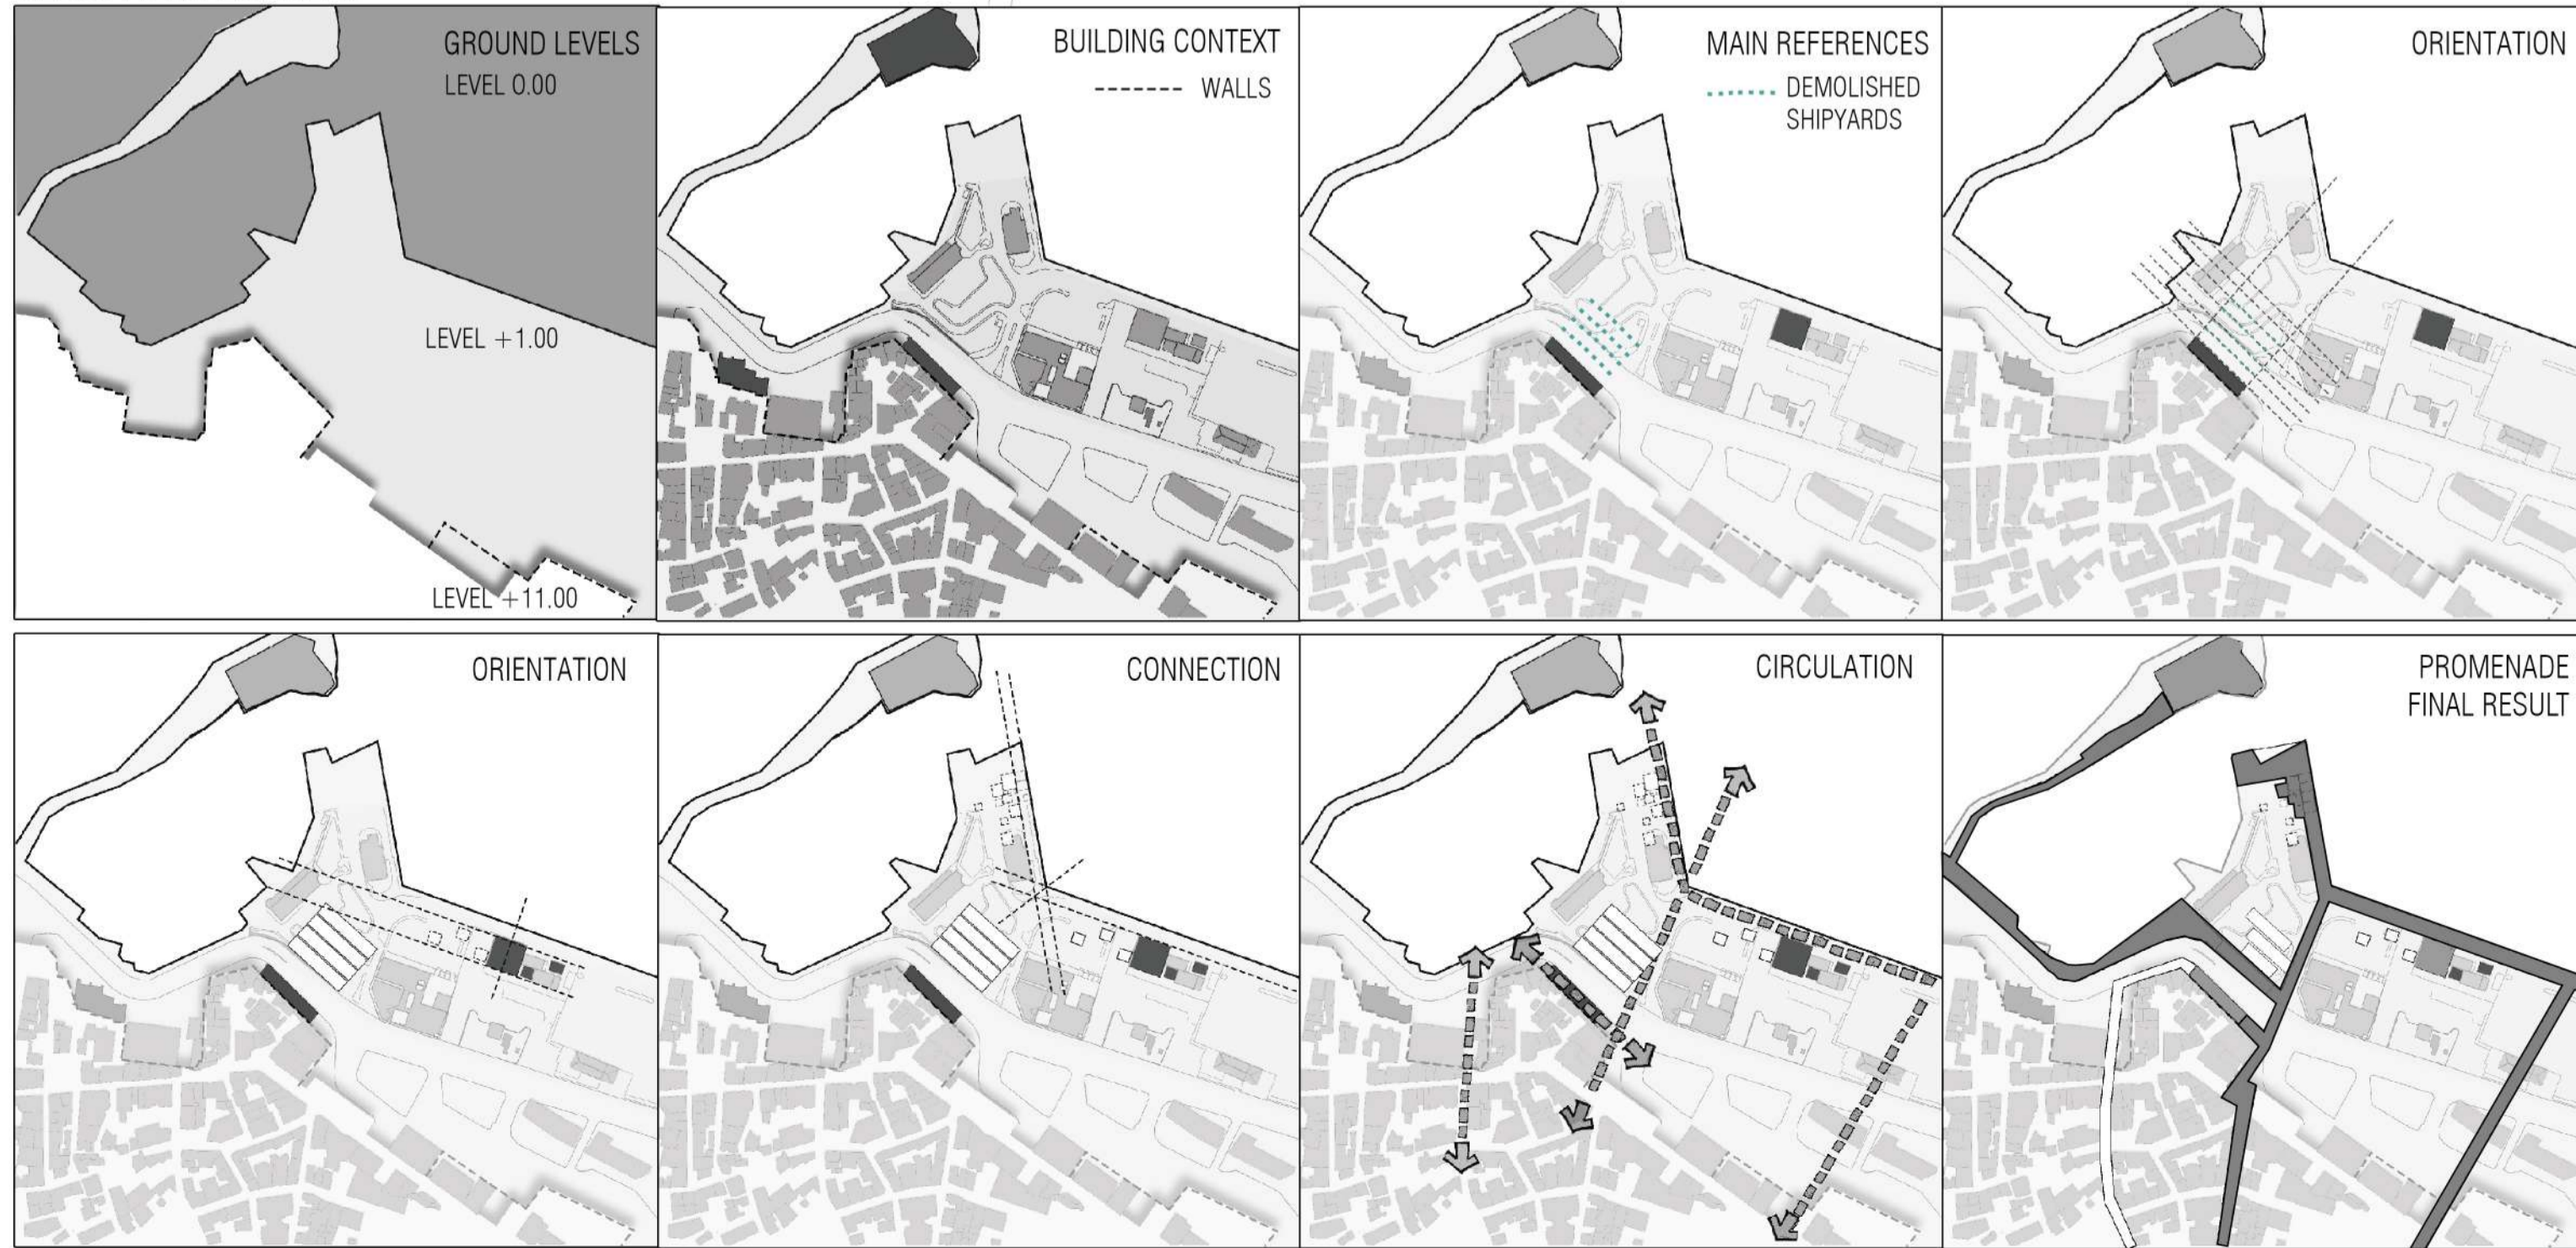 GROUND LEVELS
LEVEL 0.00
LEVEL +1.00
LEVEL +11.00
BUILDING CONTEXT
WALLS
MAIN REFERENCES
DEMOLISHED
SHIPYARDS
ORIENTATION
ORIENTATION
CONNECTION
CIRCULATION
PROMENADE
FINAL RESULT